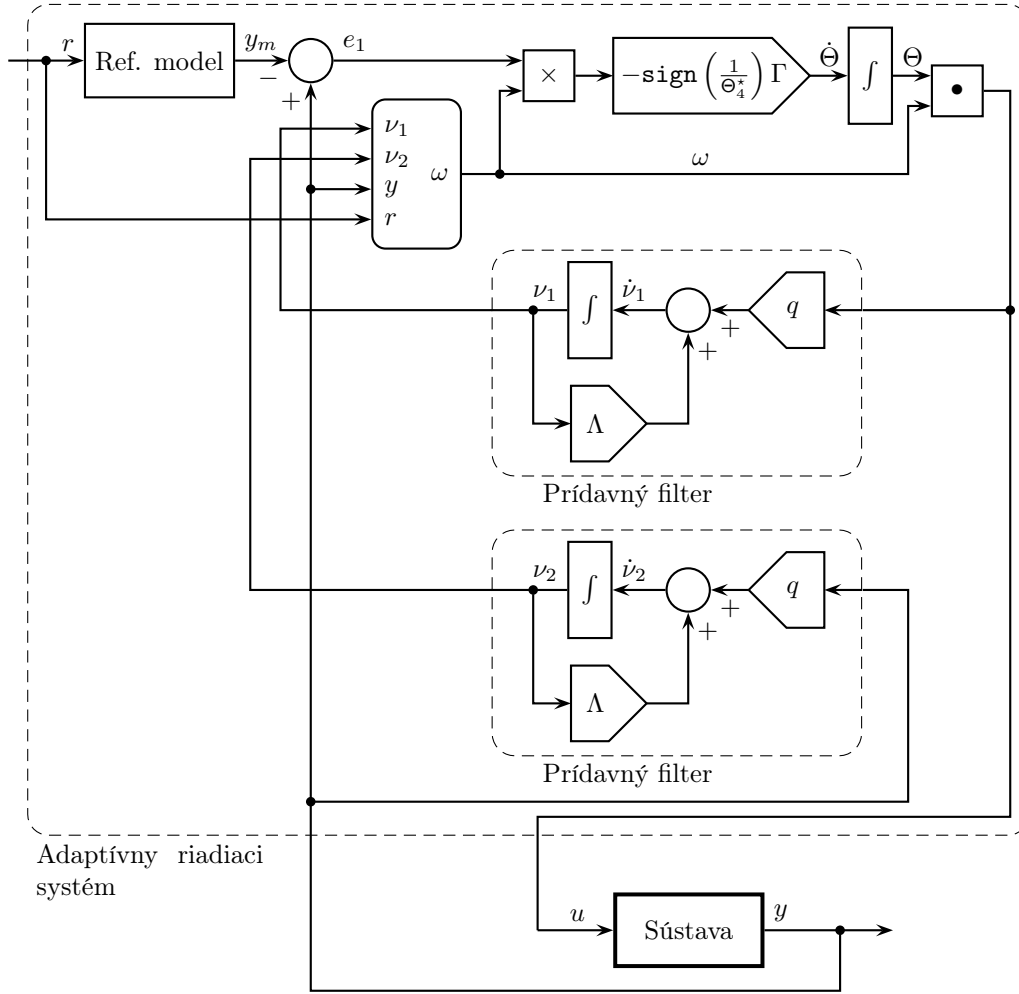 r
Ref. model
y_m
−
+
e_1
×
−sign (1/Θ_4^⋆) Γ
Θ̇
∫
Θ
•
ν_1
ν_2
y
r
ω
ω
ν_1
∫
ν̇_1
+
+
q
Λ
Prídavný filter
ν_2
∫
ν̇_2
+
+
q
Λ
Prídavný filter
Adaptívny riadiaci
systém
u
Sústava
y